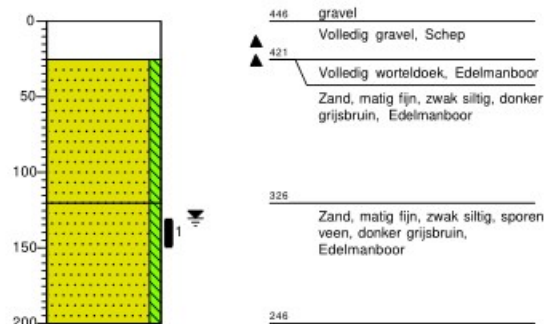 0
50
100
150
200
1
446 gravel
Volledig gravel, Schep
421
Volledig worteldoek, Edelmanboor
Zand, matig fijn, zwak siltig, donker
grijsbruin, Edelmanboor
326
Zand, matig fijn, zwak siltig, sporen
veen, donker grijsbruin,
Edelmanboor
246